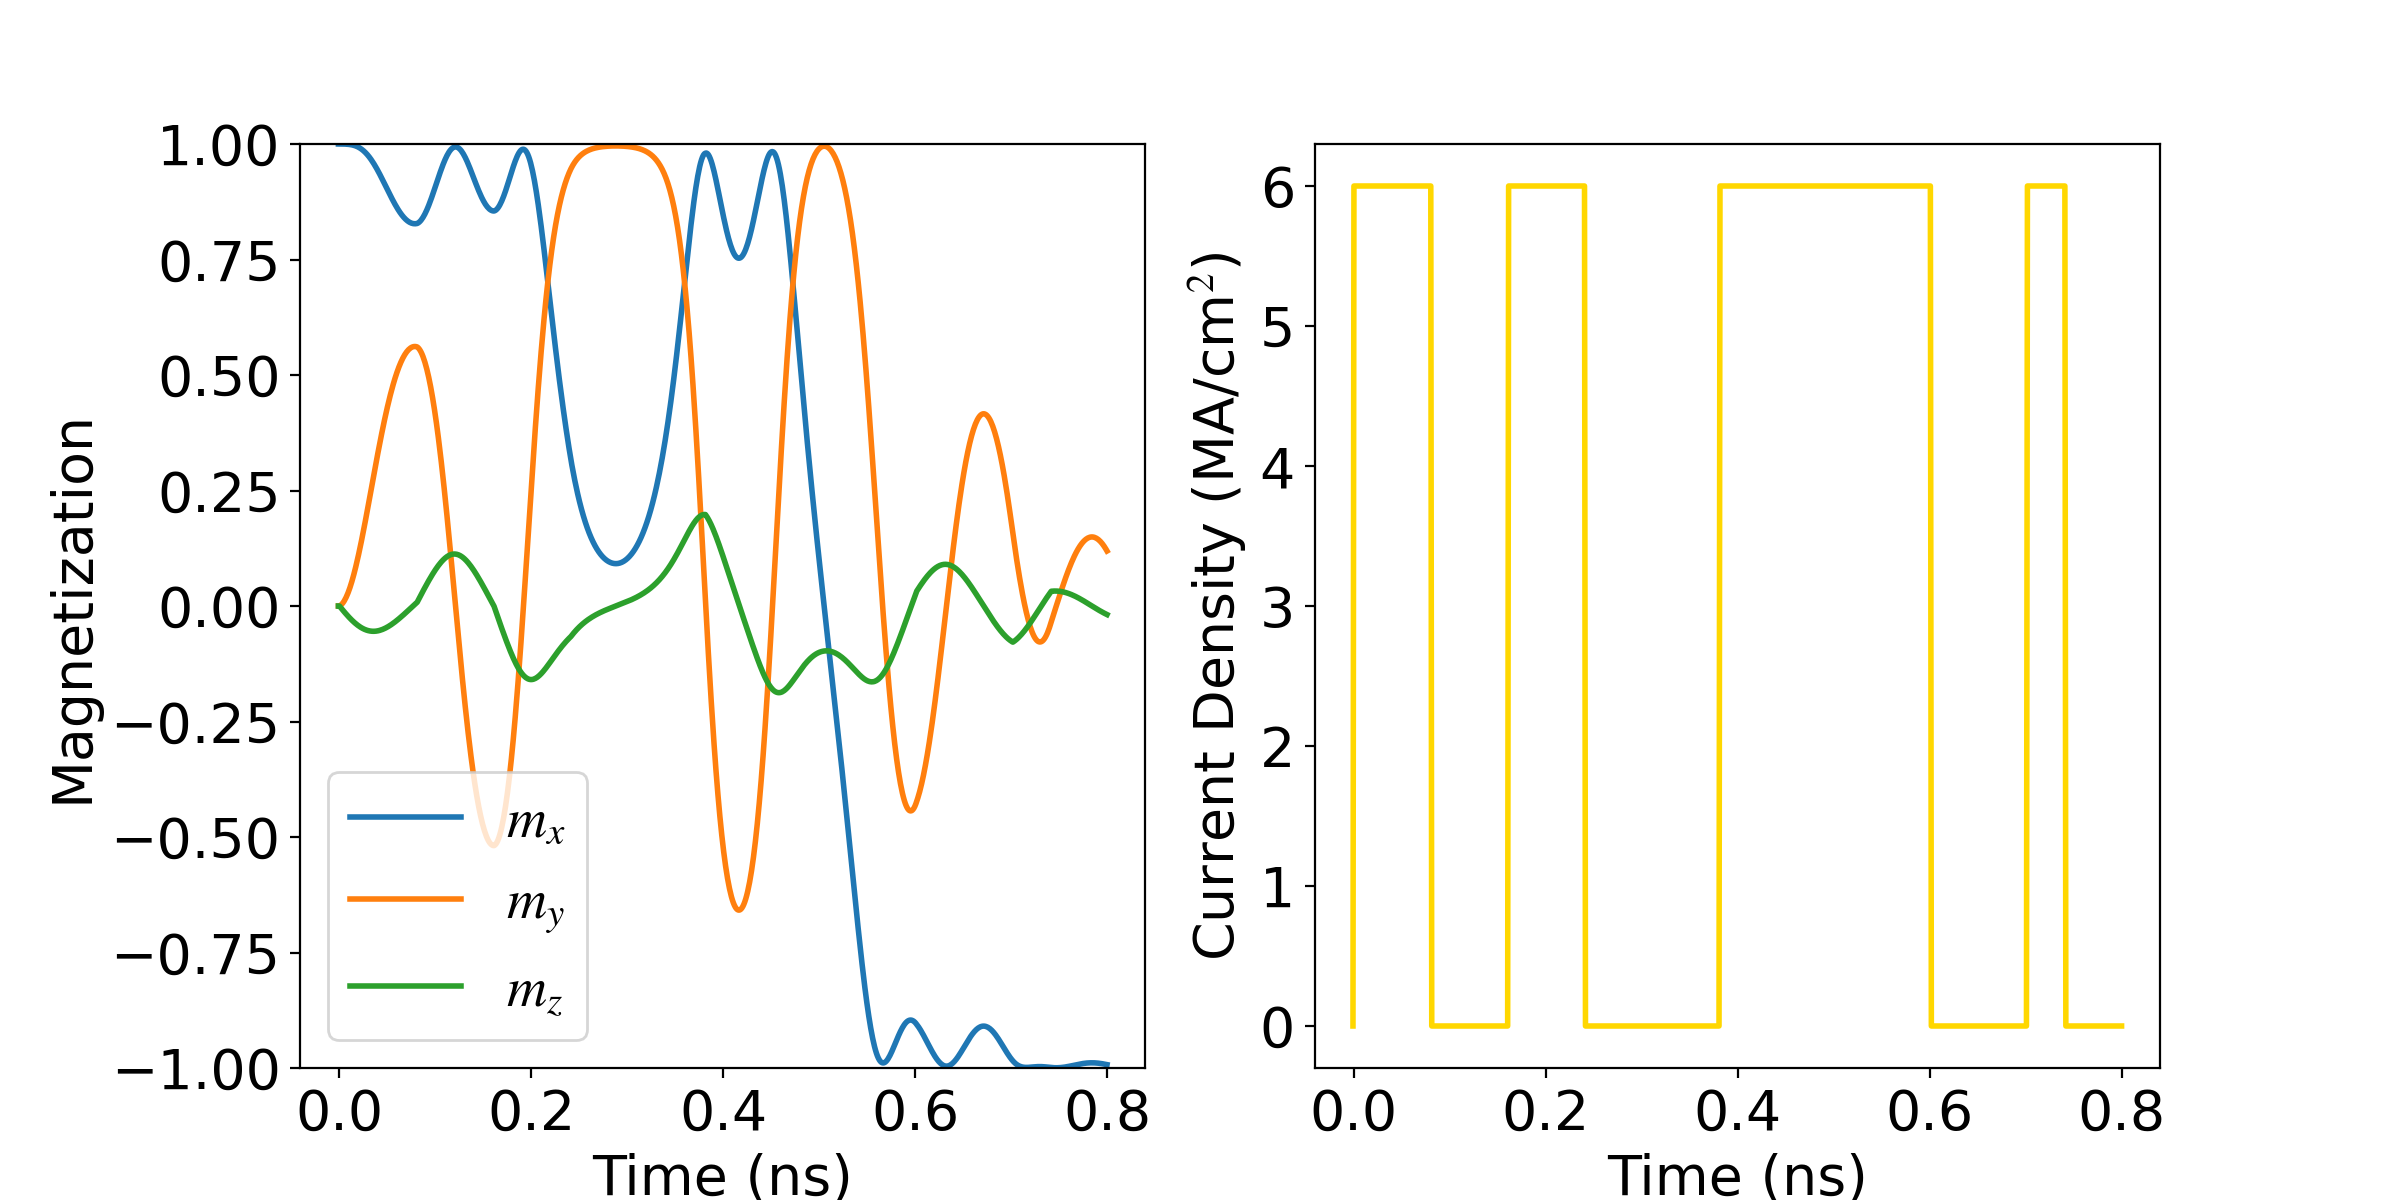 Magnetization
1.00
0.75
0.50
0.25
0.00
−0.25
−0.50
−0.75
−1.00
m_x
m_y
m_z
0.0 0.2 0.4 0.6 0.8
Time (ns)
Current Density (MA/cm²)
6
5
4
3
2
1
0
0.0 0.2 0.4 0.6 0.8
Time (ns)